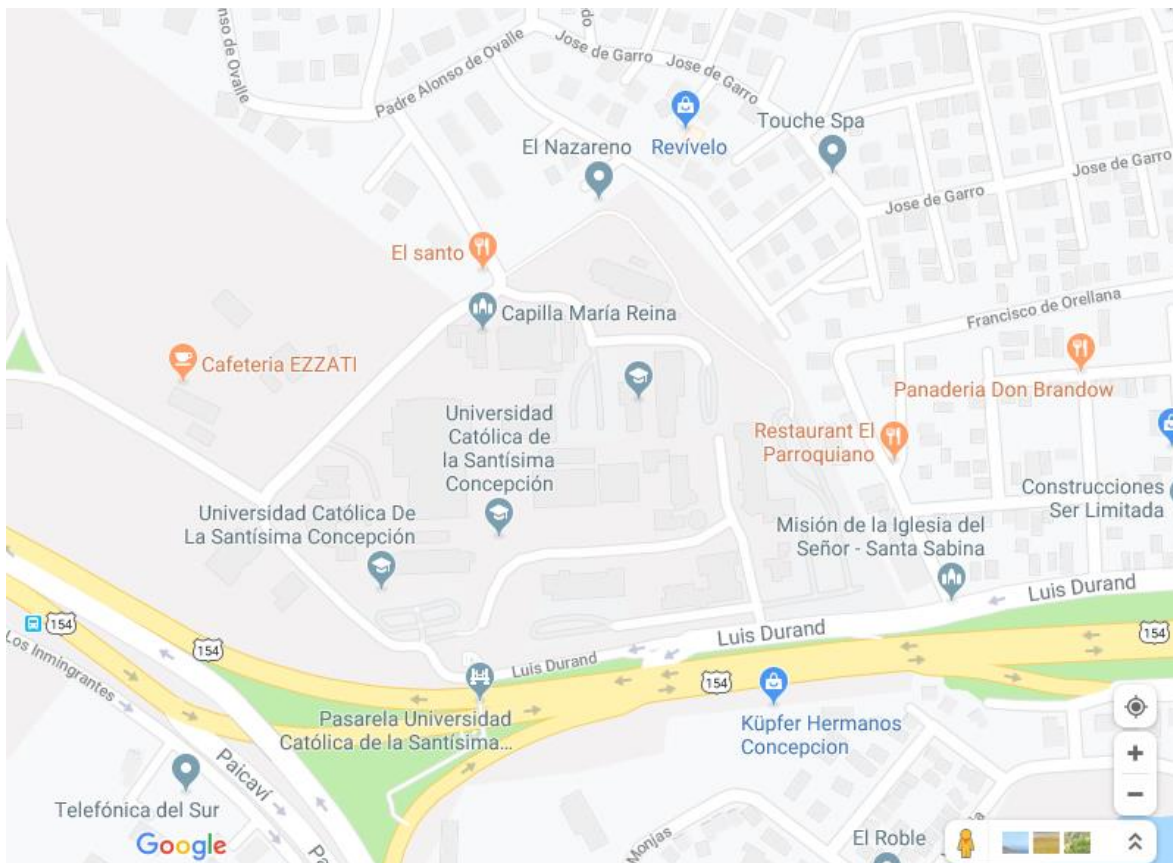 nso de Ovalle
Padre Alonso de Ovalle
do
Jose de Garro
Jose de Garro
Revívelo
Touche Spa
El Nazareno
Jose de Garro
Jose de Garro
El santo
Capilla María Reina
Francisco de Orellana
Cafeteria EZZATI
Panaderia Don Brandow
Universidad
Católica de
la Santísima
Concepción
Restaurant El
Parroquiano
Construcciones
Ser Limitada
Universidad Católica De
La Santísima Concepción
Misión de la Iglesia del
Señor - Santa Sabina
Luis Durand
Luis Durand
Luis Durand
154
154
154
154
Los Inmigrantes
Pasarela Universidad
Católica de la Santísima...
Küpfer Hermanos
Concepcion
Paicaví
Telefónica del Sur
Pa
Monjas
El Roble
Google